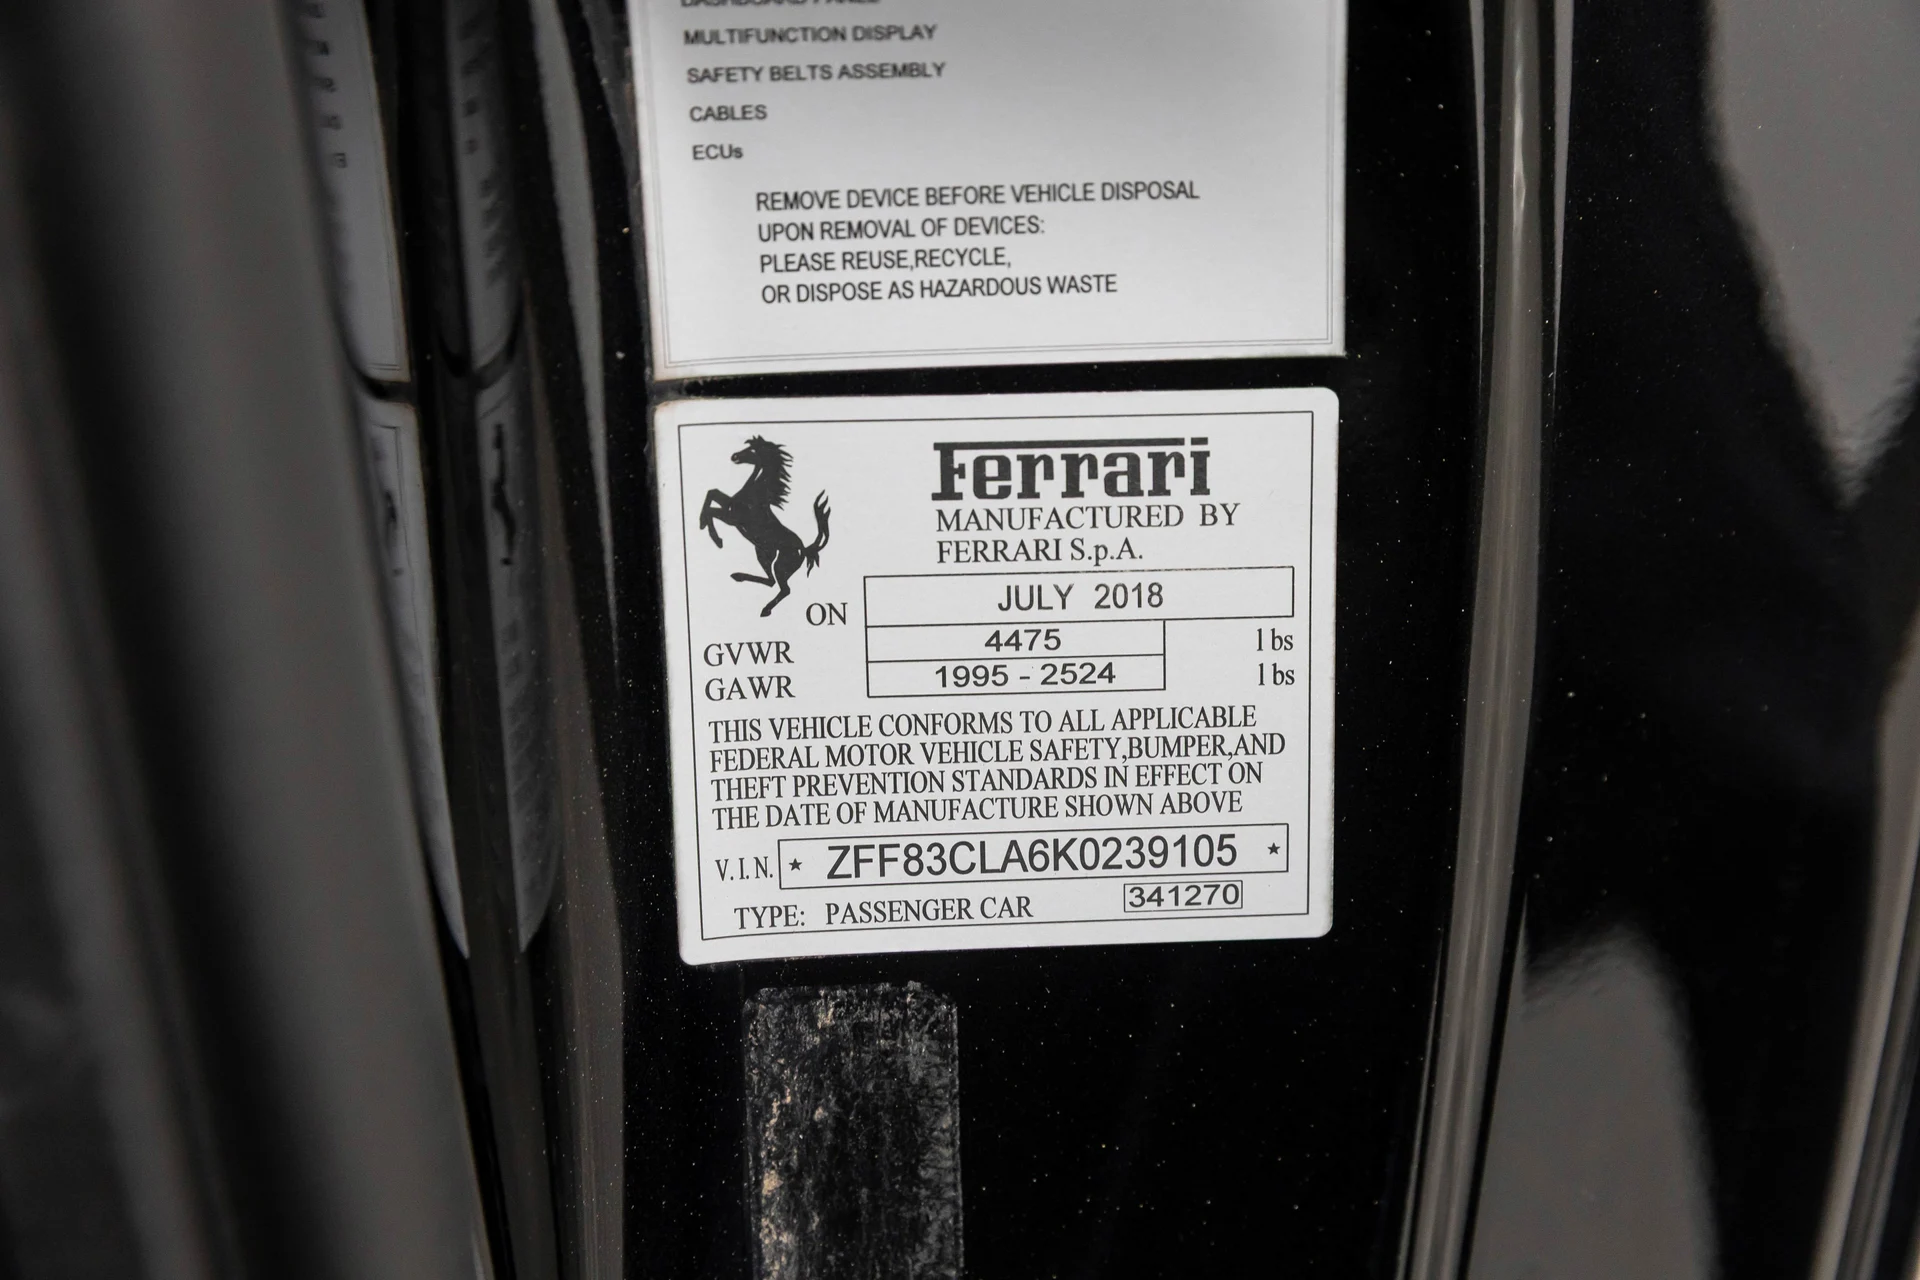 DASHBOARD PANEL
MULTIFUNCTION DISPLAY
SAFETY BELTS ASSEMBLY
CABLES
ECUs
REMOVE DEVICE BEFORE VEHICLE DISPOSAL
UPON REMOVAL OF DEVICES:
PLEASE REUSE,RECYCLE,
OR DISPOSE AS HAZARDOUS WASTE
Ferrari
MANUFACTURED BY
FERRARI S.p.A.
ON JULY 2018
GVWR 4475 lbs
GAWR 1995 - 2524 lbs
THIS VEHICLE CONFORMS TO ALL APPLICABLE
FEDERAL MOTOR VEHICLE SAFETY,BUMPER,AND
THEFT PREVENTION STANDARDS IN EFFECT ON
THE DATE OF MANUFACTURE SHOWN ABOVE
V.I.N. * ZFF83CLA6K0239105 *
TYPE: PASSENGER CAR 341270